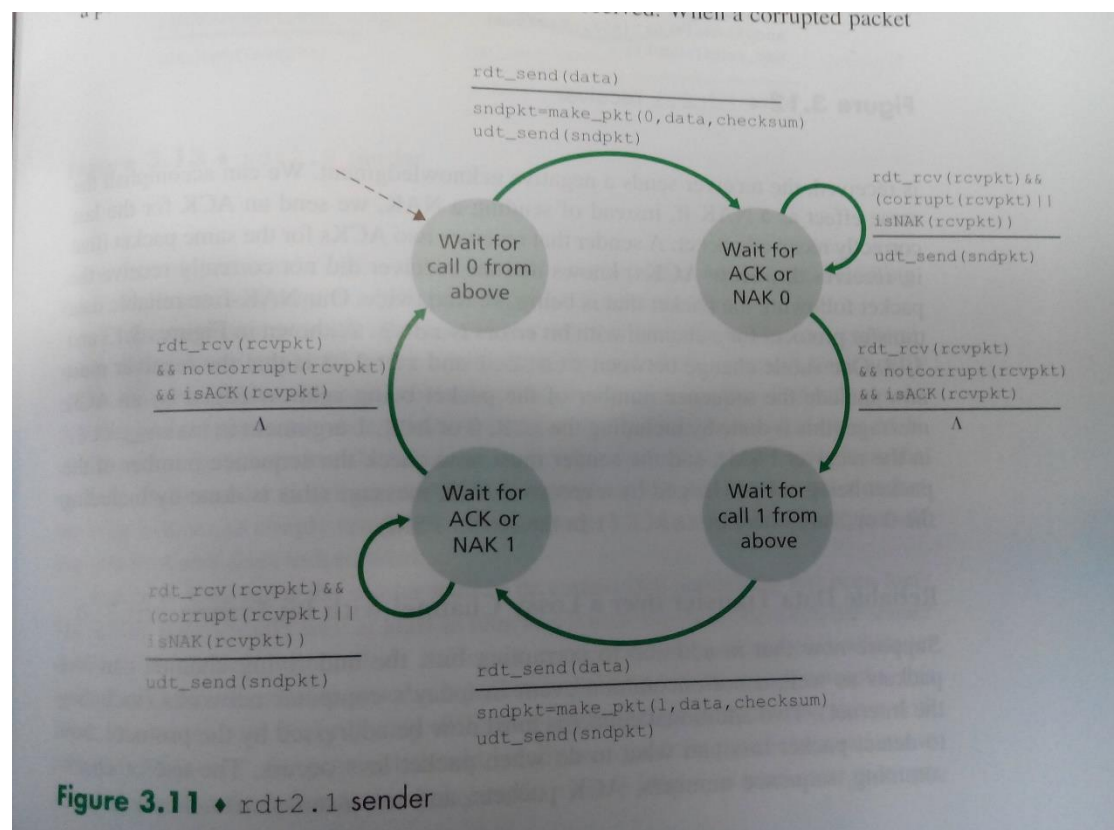 received. When a corrupted packet
rdt_send(data)
sndpkt=make_pkt(0,data,checksum)
udt_send(sndpkt)
rdt_rcv(rcvpkt)&&
(corrupt(rcvpkt)||
isNAK(rcvpkt))
udt_send(sndpkt)
Wait for
call 0 from
above
Wait for
ACK or
NAK 0
rdt_rcv(rcvpkt)
&& notcorrupt(rcvpkt)
&& isACK(rcvpkt)
Λ
rdt_rcv(rcvpkt)
&& notcorrupt(rcvpkt)
&& isACK(rcvpkt)
Λ
Wait for
ACK or
NAK 1
Wait for
call 1 from
above
rdt_rcv(rcvpkt)&&
(corrupt(rcvpkt)||
isNAK(rcvpkt))
udt_send(sndpkt)
rdt_send(data)
sndpkt=make_pkt(1,data,checksum)
udt_send(sndpkt)
Figure 3.11 ♦ rdt2.1 sender